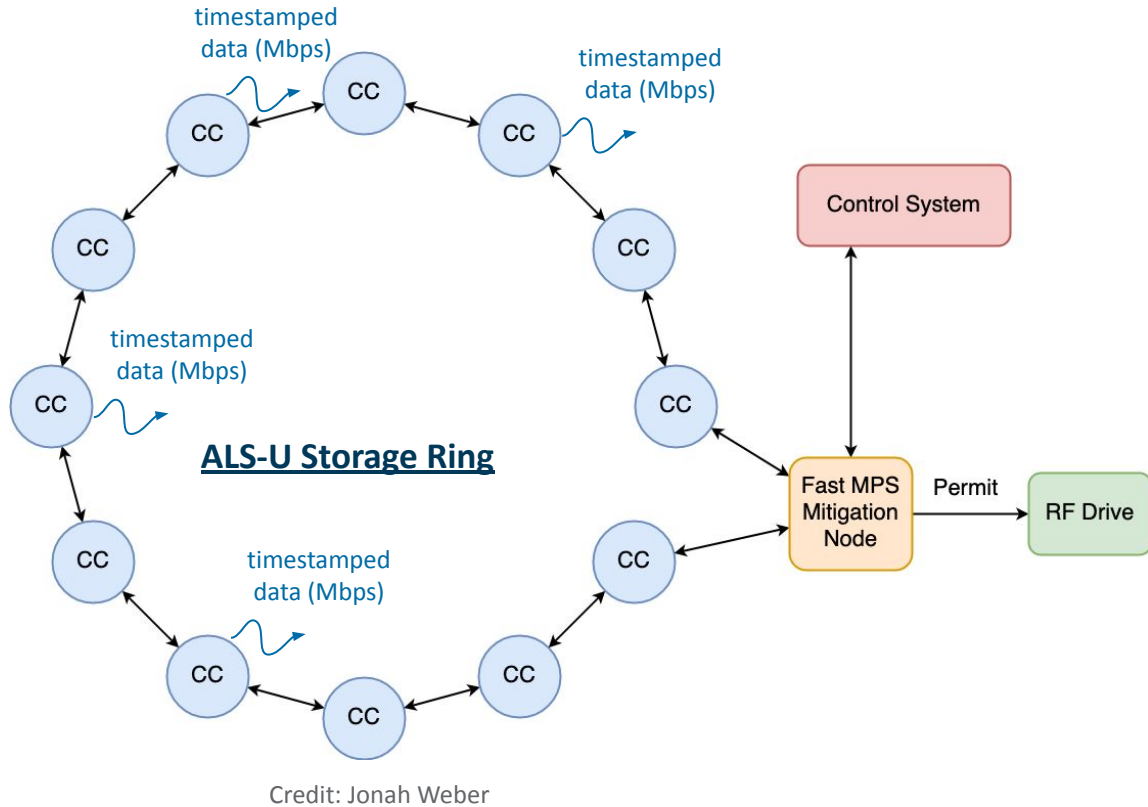 timestamped
data (Mbps)
timestamped
data (Mbps)
CC
CC
CC
CC
CC
Control System
timestamped
data (Mbps)
CC
CC
ALS-U Storage Ring
Fast MPS
Mitigation
Node
Permit
RF Drive
CC
CC
timestamped
data (Mbps)
CC
CC
CC
Credit: Jonah Weber